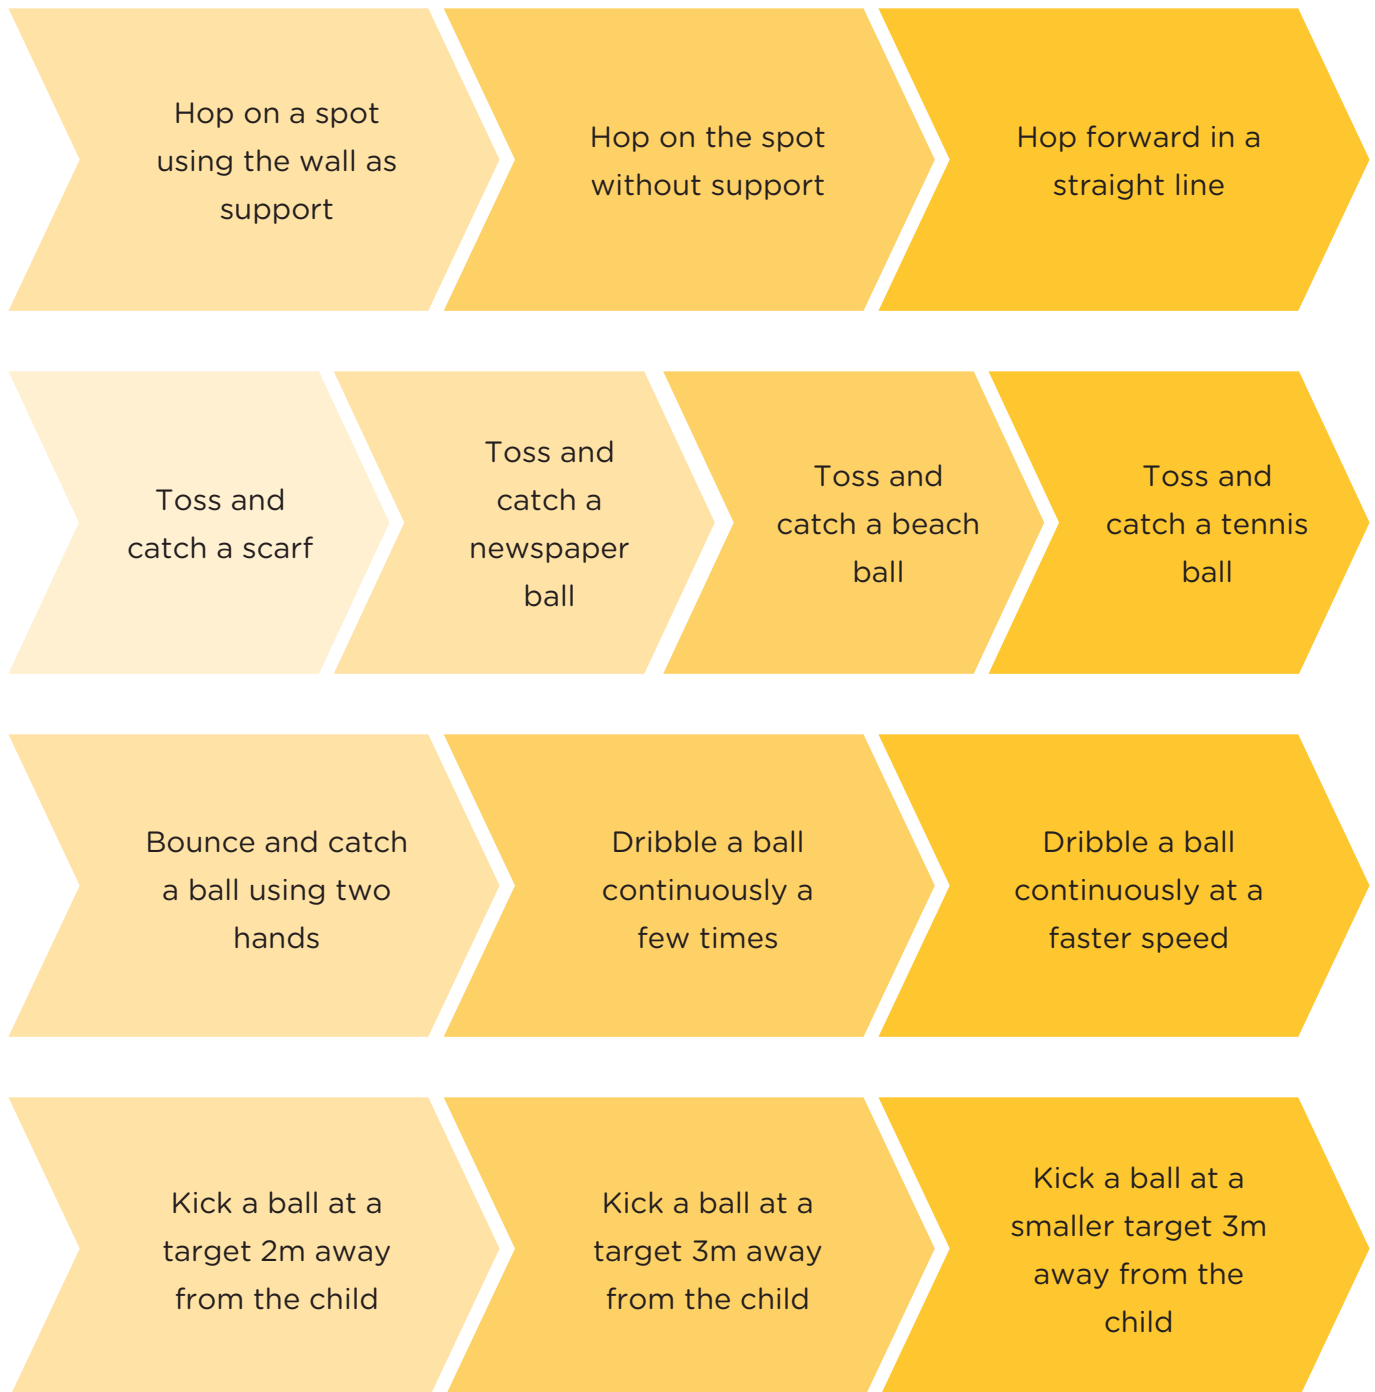 Hop on a spot
using the wall as
support
Hop on the spot
without support
Hop forward in a
straight line
Toss and
catch a scarf
Toss and
catch a
newspaper
ball
Toss and
catch a beach
ball
Toss and
catch a tennis
ball
Bounce and catch
a ball using two
hands
Dribble a ball
continuously a
few times
Dribble a ball
continuously at a
faster speed
Kick a ball at a
target 2m away
from the child
Kick a ball at a
target 3m away
from the child
Kick a ball at a
smaller target 3m
away from the
child